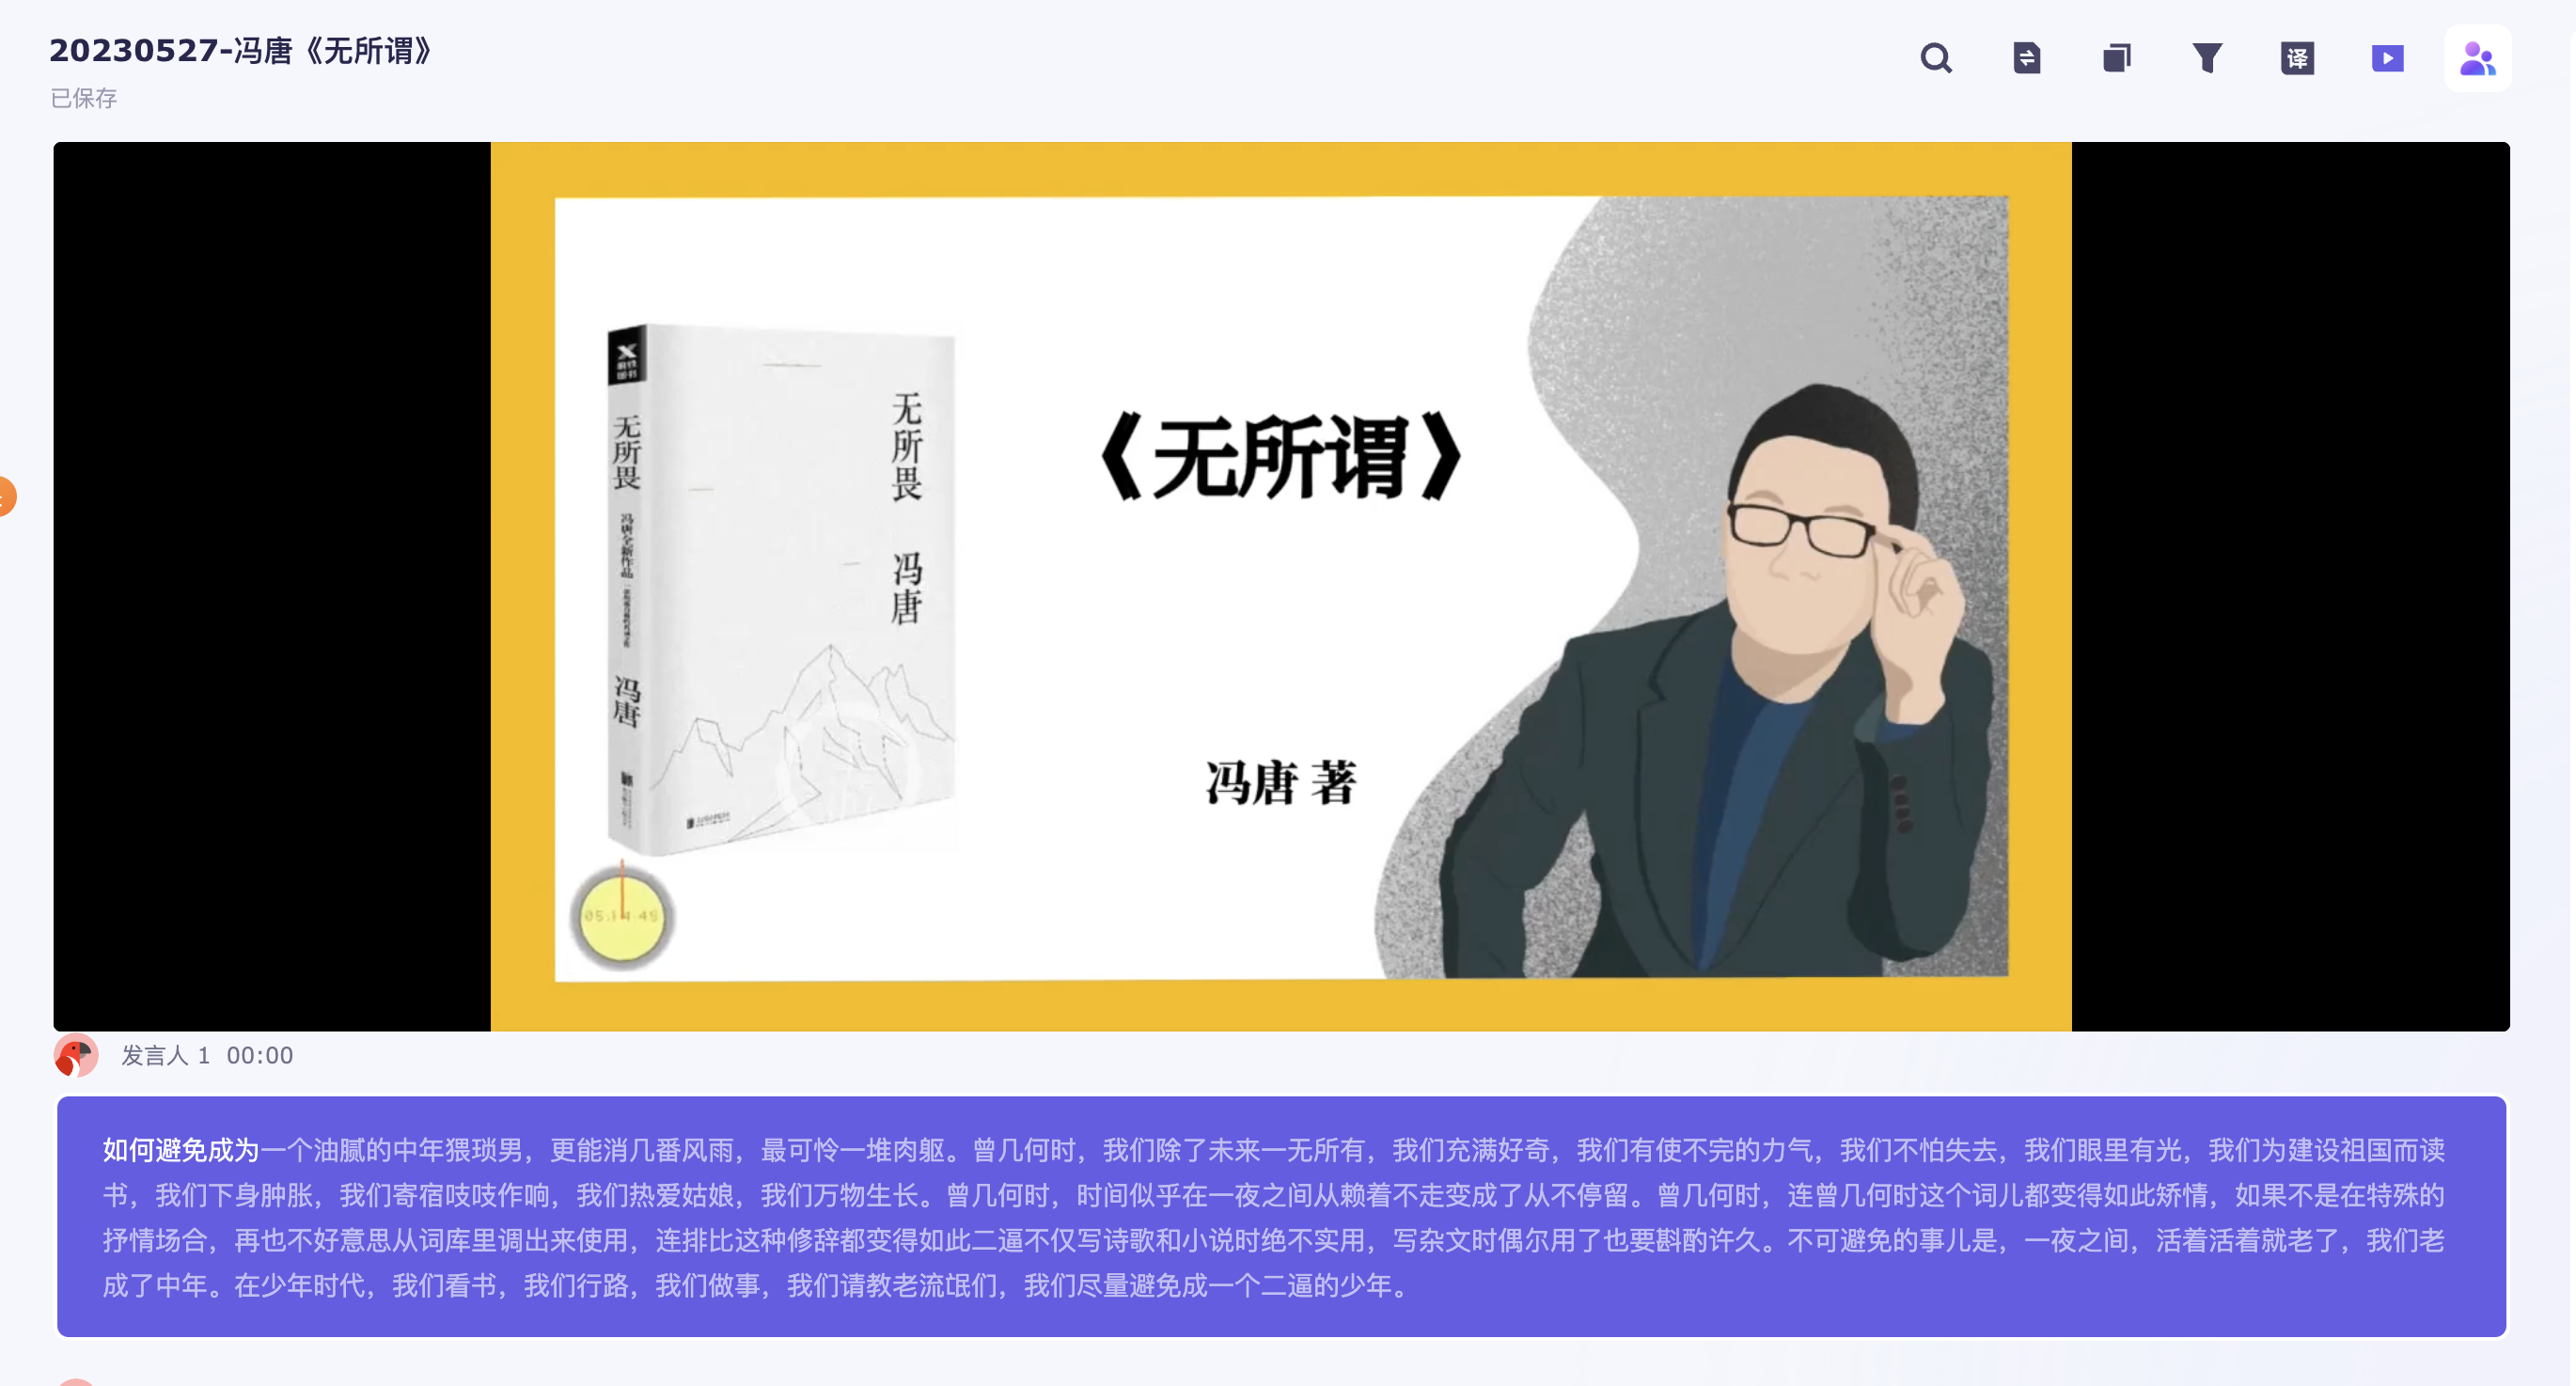 20230527-冯唐《无所谓》
已保存
译
无所畏
冯唐全新作品
冯唐
无所畏 冯唐
《无所谓》
冯唐 著
05:14:45
发言人 1 00:00
如何避免成为一个油腻的中年猥琐男，更能消几番风雨，最可怜一堆肉躯。曾几何时，我们除了未来一无所有，我们充满好奇，我们有使不完的力气，我们不怕失去，我们眼里有光，我们为建设祖国而读
书，我们下身肿胀，我们寄宿吱吱作响，我们热爱姑娘，我们万物生长。曾几何时，时间似乎在一夜之间从赖着不走变成了从不停留。曾几何时，连曾几何时这个词儿都变得如此矫情，如果不是在特殊的
抒情场合，再也不好意思从词库里调出来使用，连排比这种修辞都变得如此二逼不仅写诗歌和小说时绝不实用，写杂文时偶尔用了也要斟酌许久。不可避免的事儿是，一夜之间，活着活着就老了，我们老
成了中年。在少年时代，我们看书，我们行路，我们做事，我们请教老流氓们，我们尽量避免成一个二逼的少年。